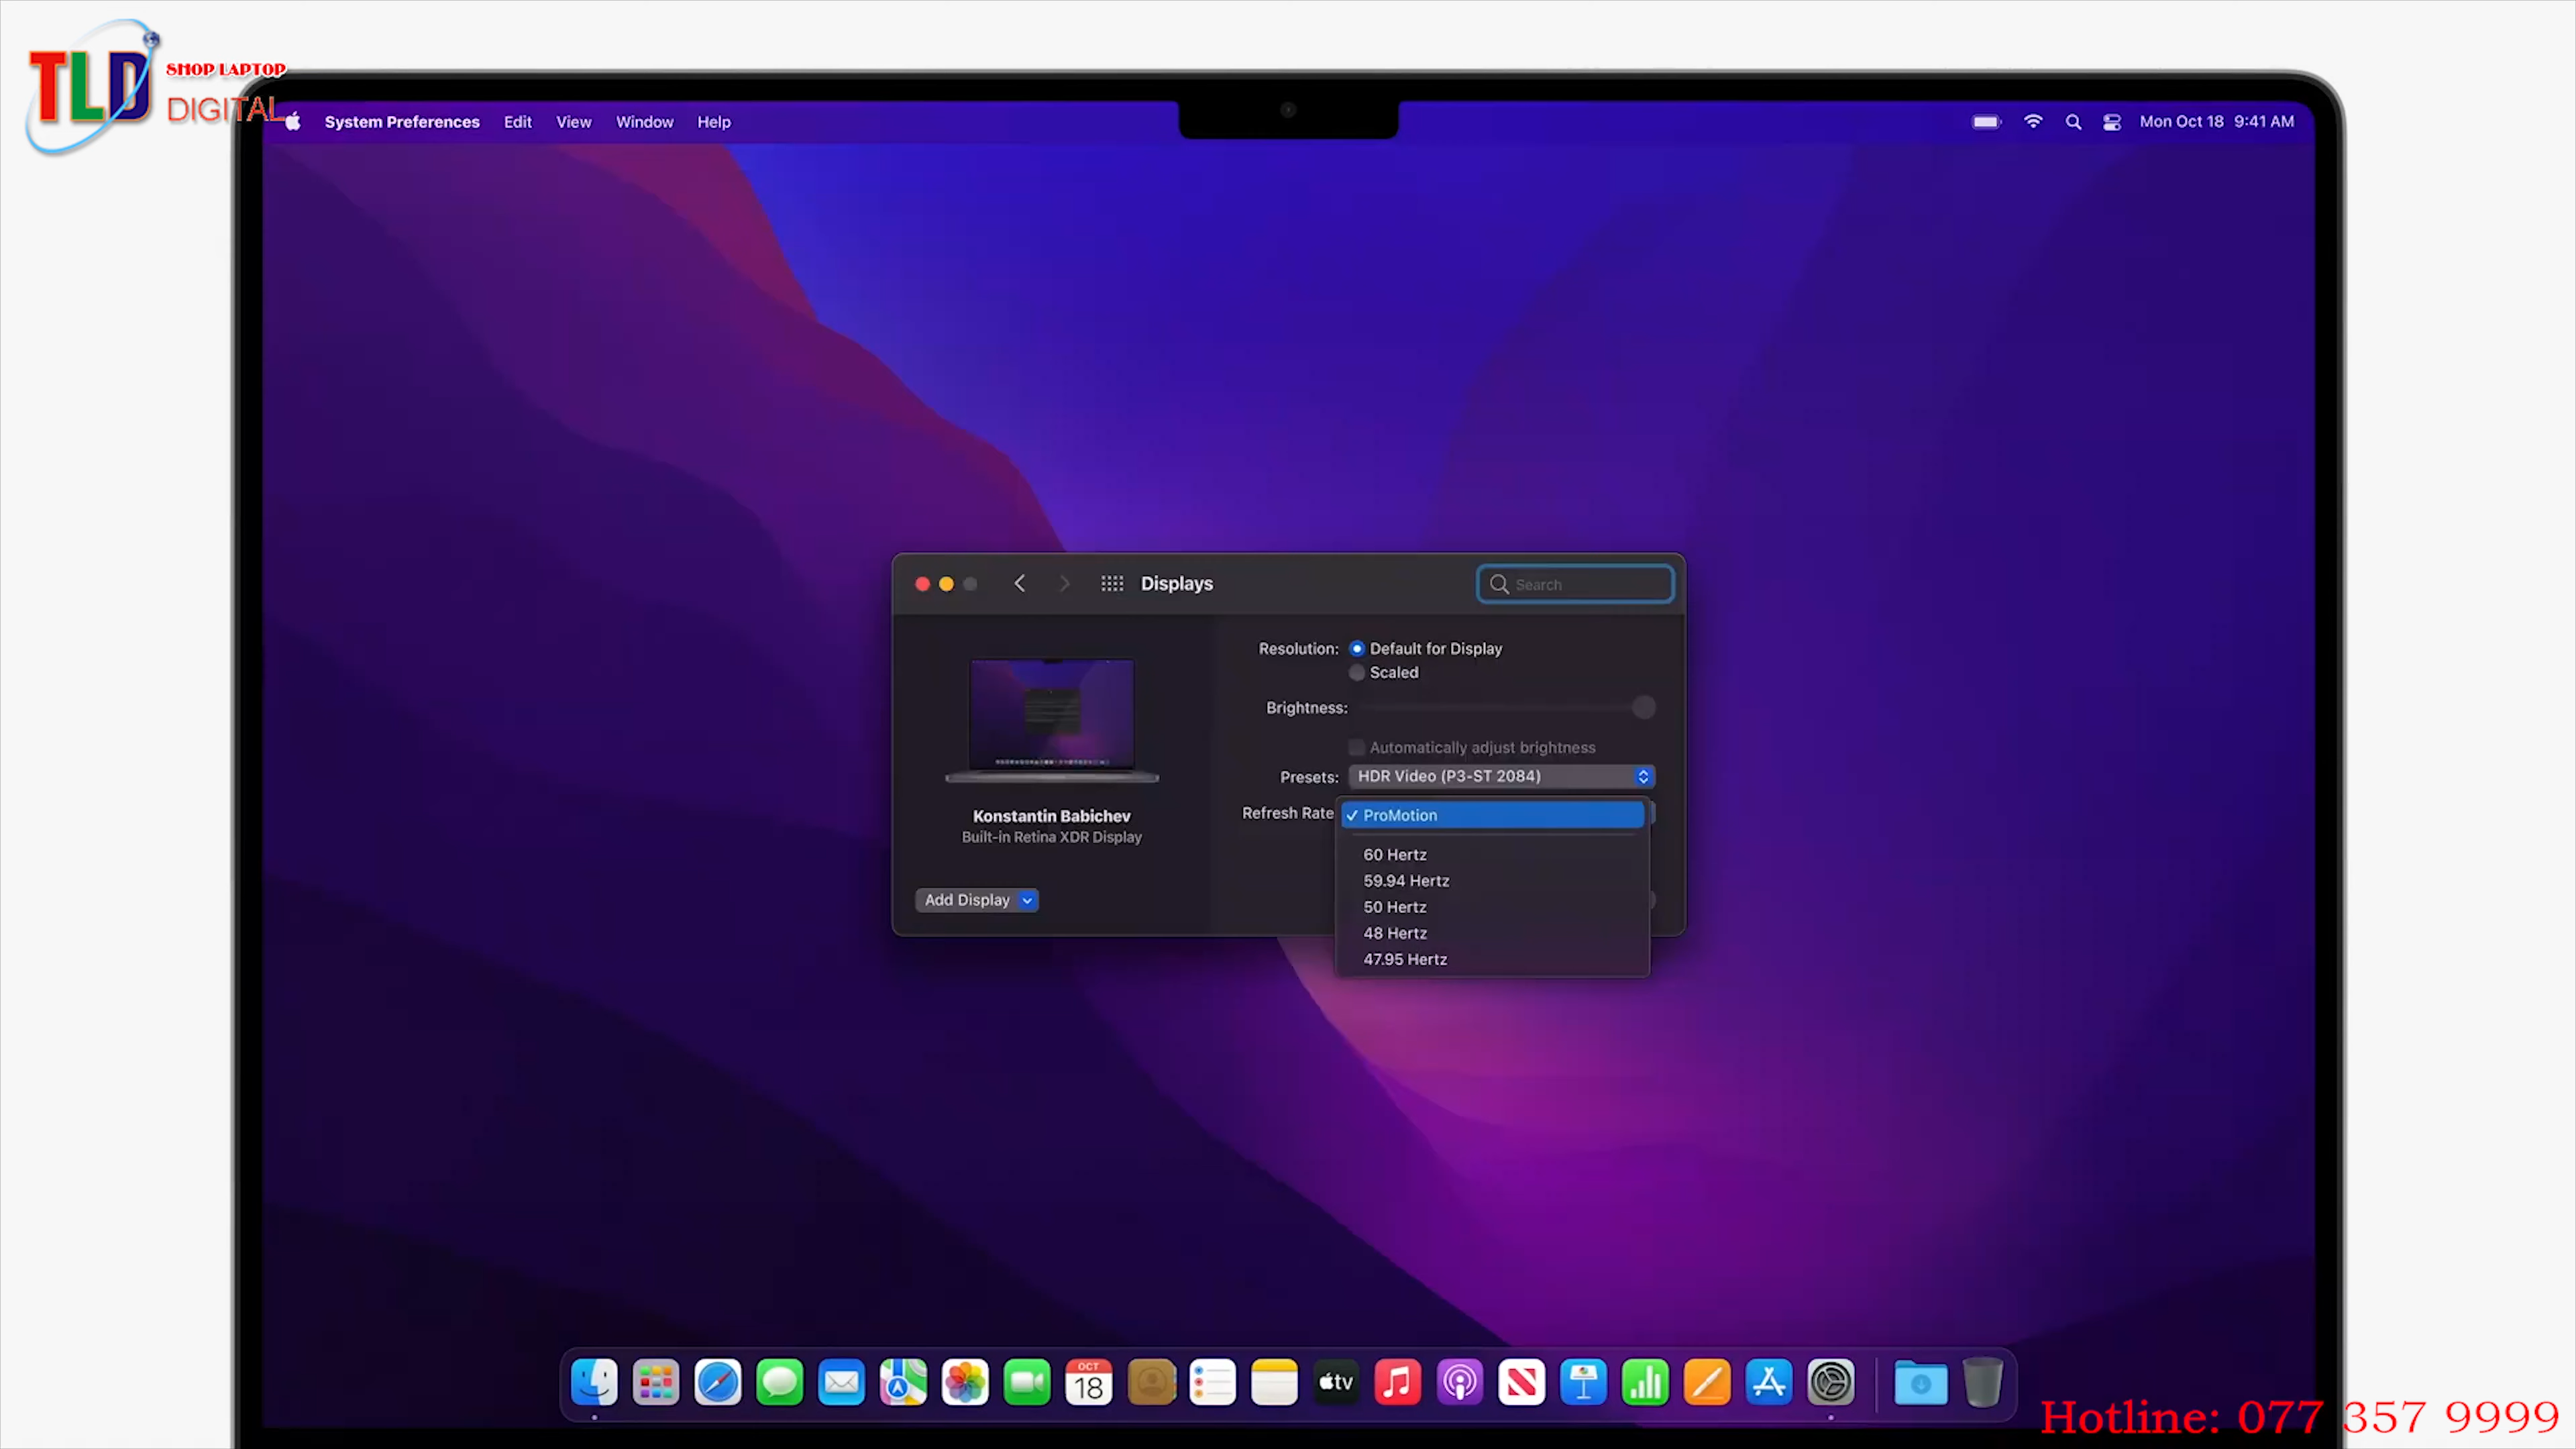 TLD
SHOP LAPTOP
DIGITAL
System Preferences Edit View Window Help
Mon Oct 18 9:41 AM
Displays
Search
Resolution: Default for Display
Scaled
Brightness:
Automatically adjust brightness
Presets: HDR Video (P3-ST 2084)
Refresh Rate ✓ ProMotion
60 Hertz
59.94 Hertz
50 Hertz
48 Hertz
47.95 Hertz
Konstantin Babichev
Built-in Retina XDR Display
Add Display
OCT
18
tv
Hotline: 077 357 9999